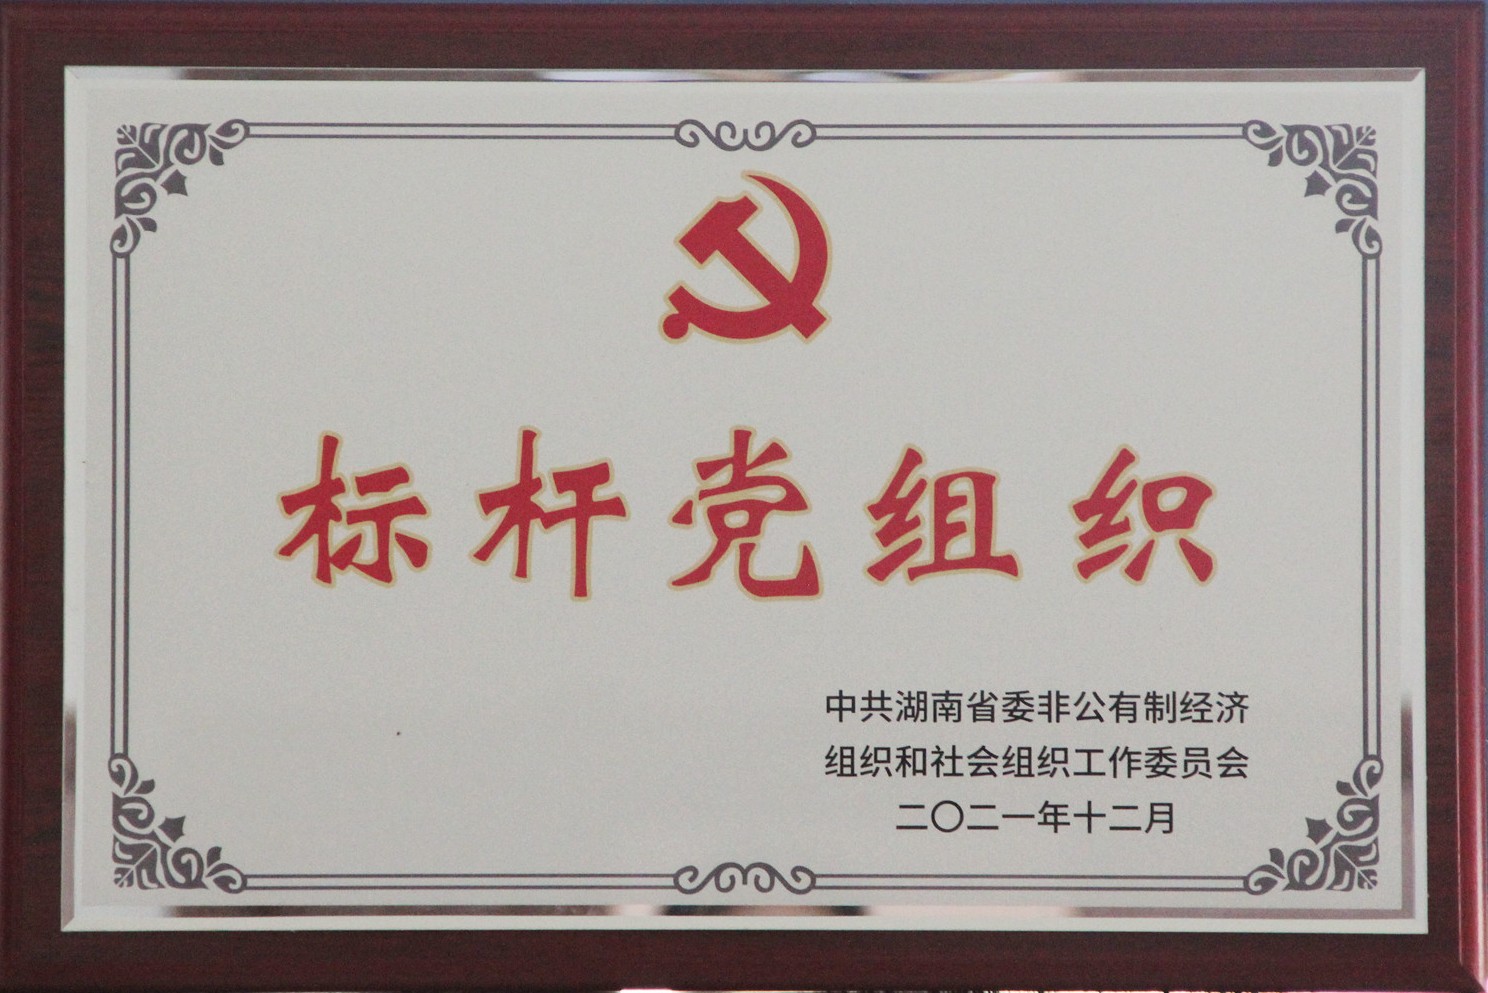 标杆党组织
中共湖南省委非公有制经济
组织和社会组织工作委员会
二〇二一年十二月